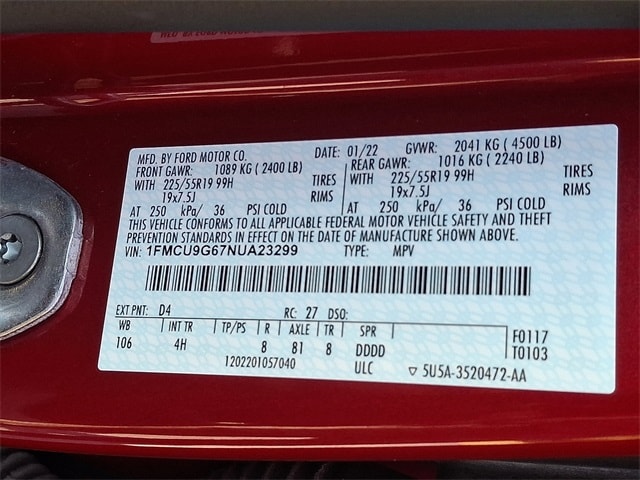 MFD. BY FORD MOTOR CO. DATE: 01/22 GVWR: 2041 KG ( 4500 LB)
FRONT GAWR: 1089 KG ( 2400 LB) REAR GAWR: 1016 KG ( 2240 LB)
WITH 225/55R19 99H TIRES WITH 225/55R19 99H TIRES
19x7.5J RIMS 19x7.5J RIMS
AT 250 kPa/ 36 PSI COLD AT 250 kPa/ 36 PSI COLD
THIS VEHICLE CONFORMS TO ALL APPLICABLE FEDERAL MOTOR VEHICLE SAFETY AND THEFT
PREVENTION STANDARDS IN EFFECT ON THE DATE OF MANUFACTURE SHOWN ABOVE.
VIN: 1FMCU9G67NUA23299 TYPE: MPV
EXT PNT: D4 RC: 27 DSO:
WB INT TR TP/PS R AXLE TR SPR F0117
106 4H 8 81 8 DDDD T0103
1202201057040 ULC ▽ 5U5A-3520472-AA